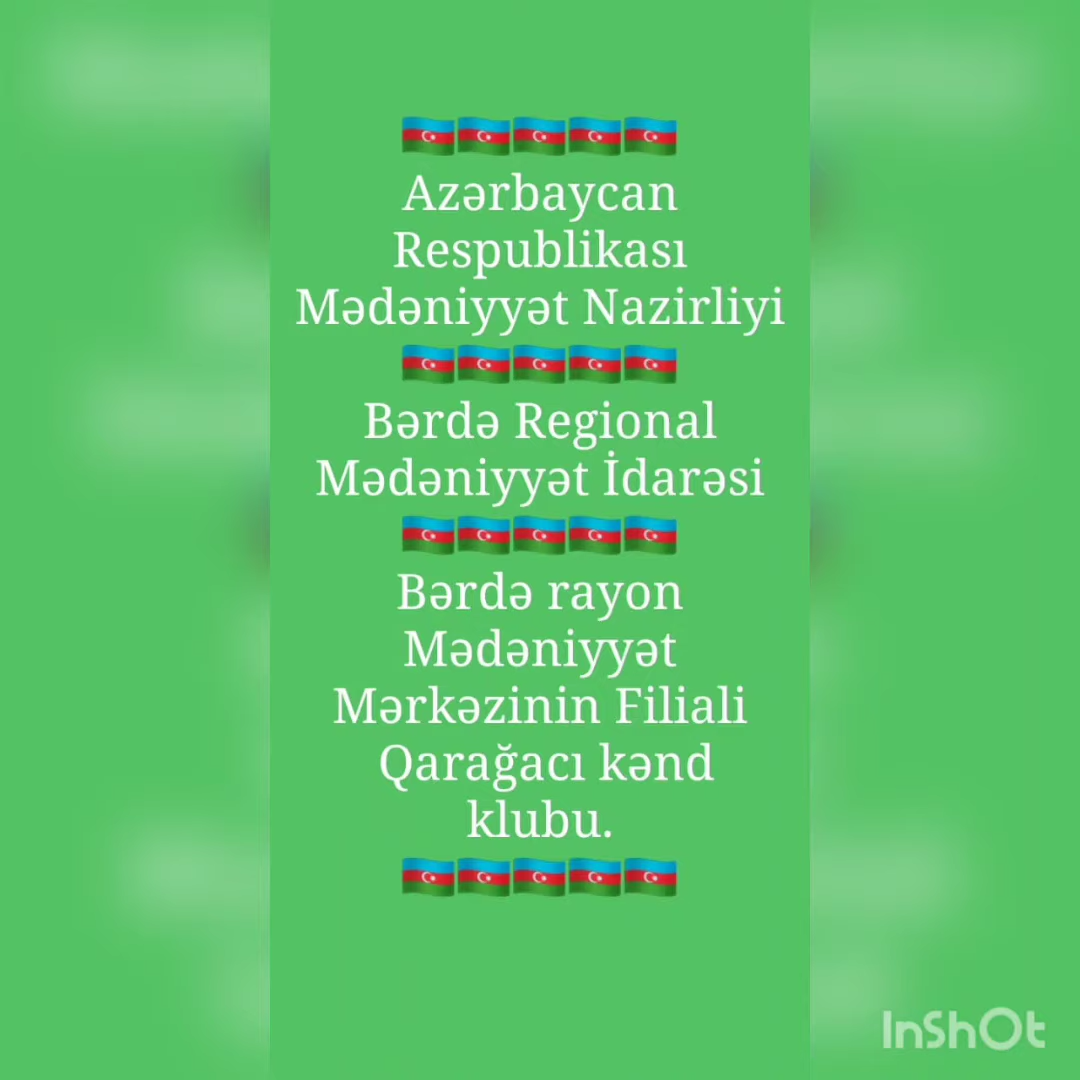 🇦🇿🇦🇿🇦🇿🇦🇿🇦🇿
Azərbaycan
Respublikası
Mədəniyyət Nazirliyi
🇦🇿🇦🇿🇦🇿🇦🇿🇦🇿
Bərdə Regional
Mədəniyyət İdarəsi
🇦🇿🇦🇿🇦🇿🇦🇿🇦🇿
Bərdə rayon
Mədəniyyət
Mərkəzinin Filiali
Qarağacı kənd
klubu.
🇦🇿🇦🇿🇦🇿🇦🇿🇦🇿
InShOt